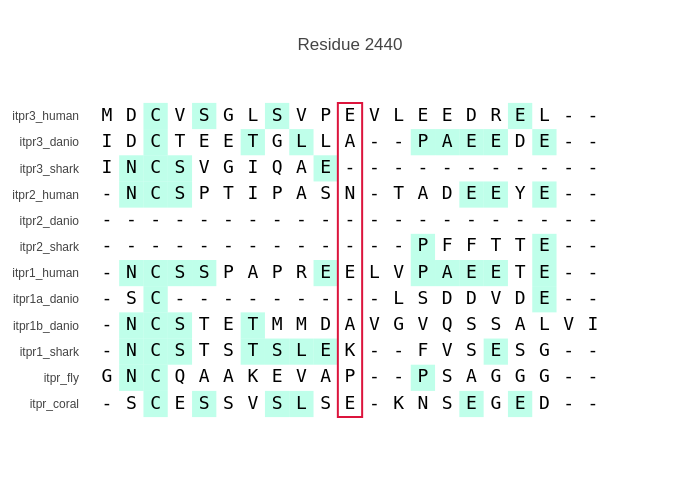 Residue 2440
itpr3_human M D C V S G L S V P E V L E E D R E L - -
itpr3_danio I D C T E E T G L L A - - P A E E D E - -
itpr3_shark I N C S V G I Q A E - - - - - - - - - - -
itpr2_human - N C S P T I P A S N - T A D E E Y E - -
itpr2_danio - - - - - - - - - - - - - - - - - - - - -
itpr2_shark - - - - - - - - - - - - - P F F T T E - -
itpr1_human - N C S S P A P R E E L V P A E E T E - -
itpr1a_danio - S C - - - - - - - - - L S D D V D E - -
itpr1b_danio - N C S T E T M M D A V G V Q S S A L V I
itpr1_shark - N C S T S T S L E K - - F V S E S G - -
itpr_fly G N C Q A A K E V A P - - P S A G G G - -
itpr_coral - S C E S S V S L S E - K N S E G E D - -